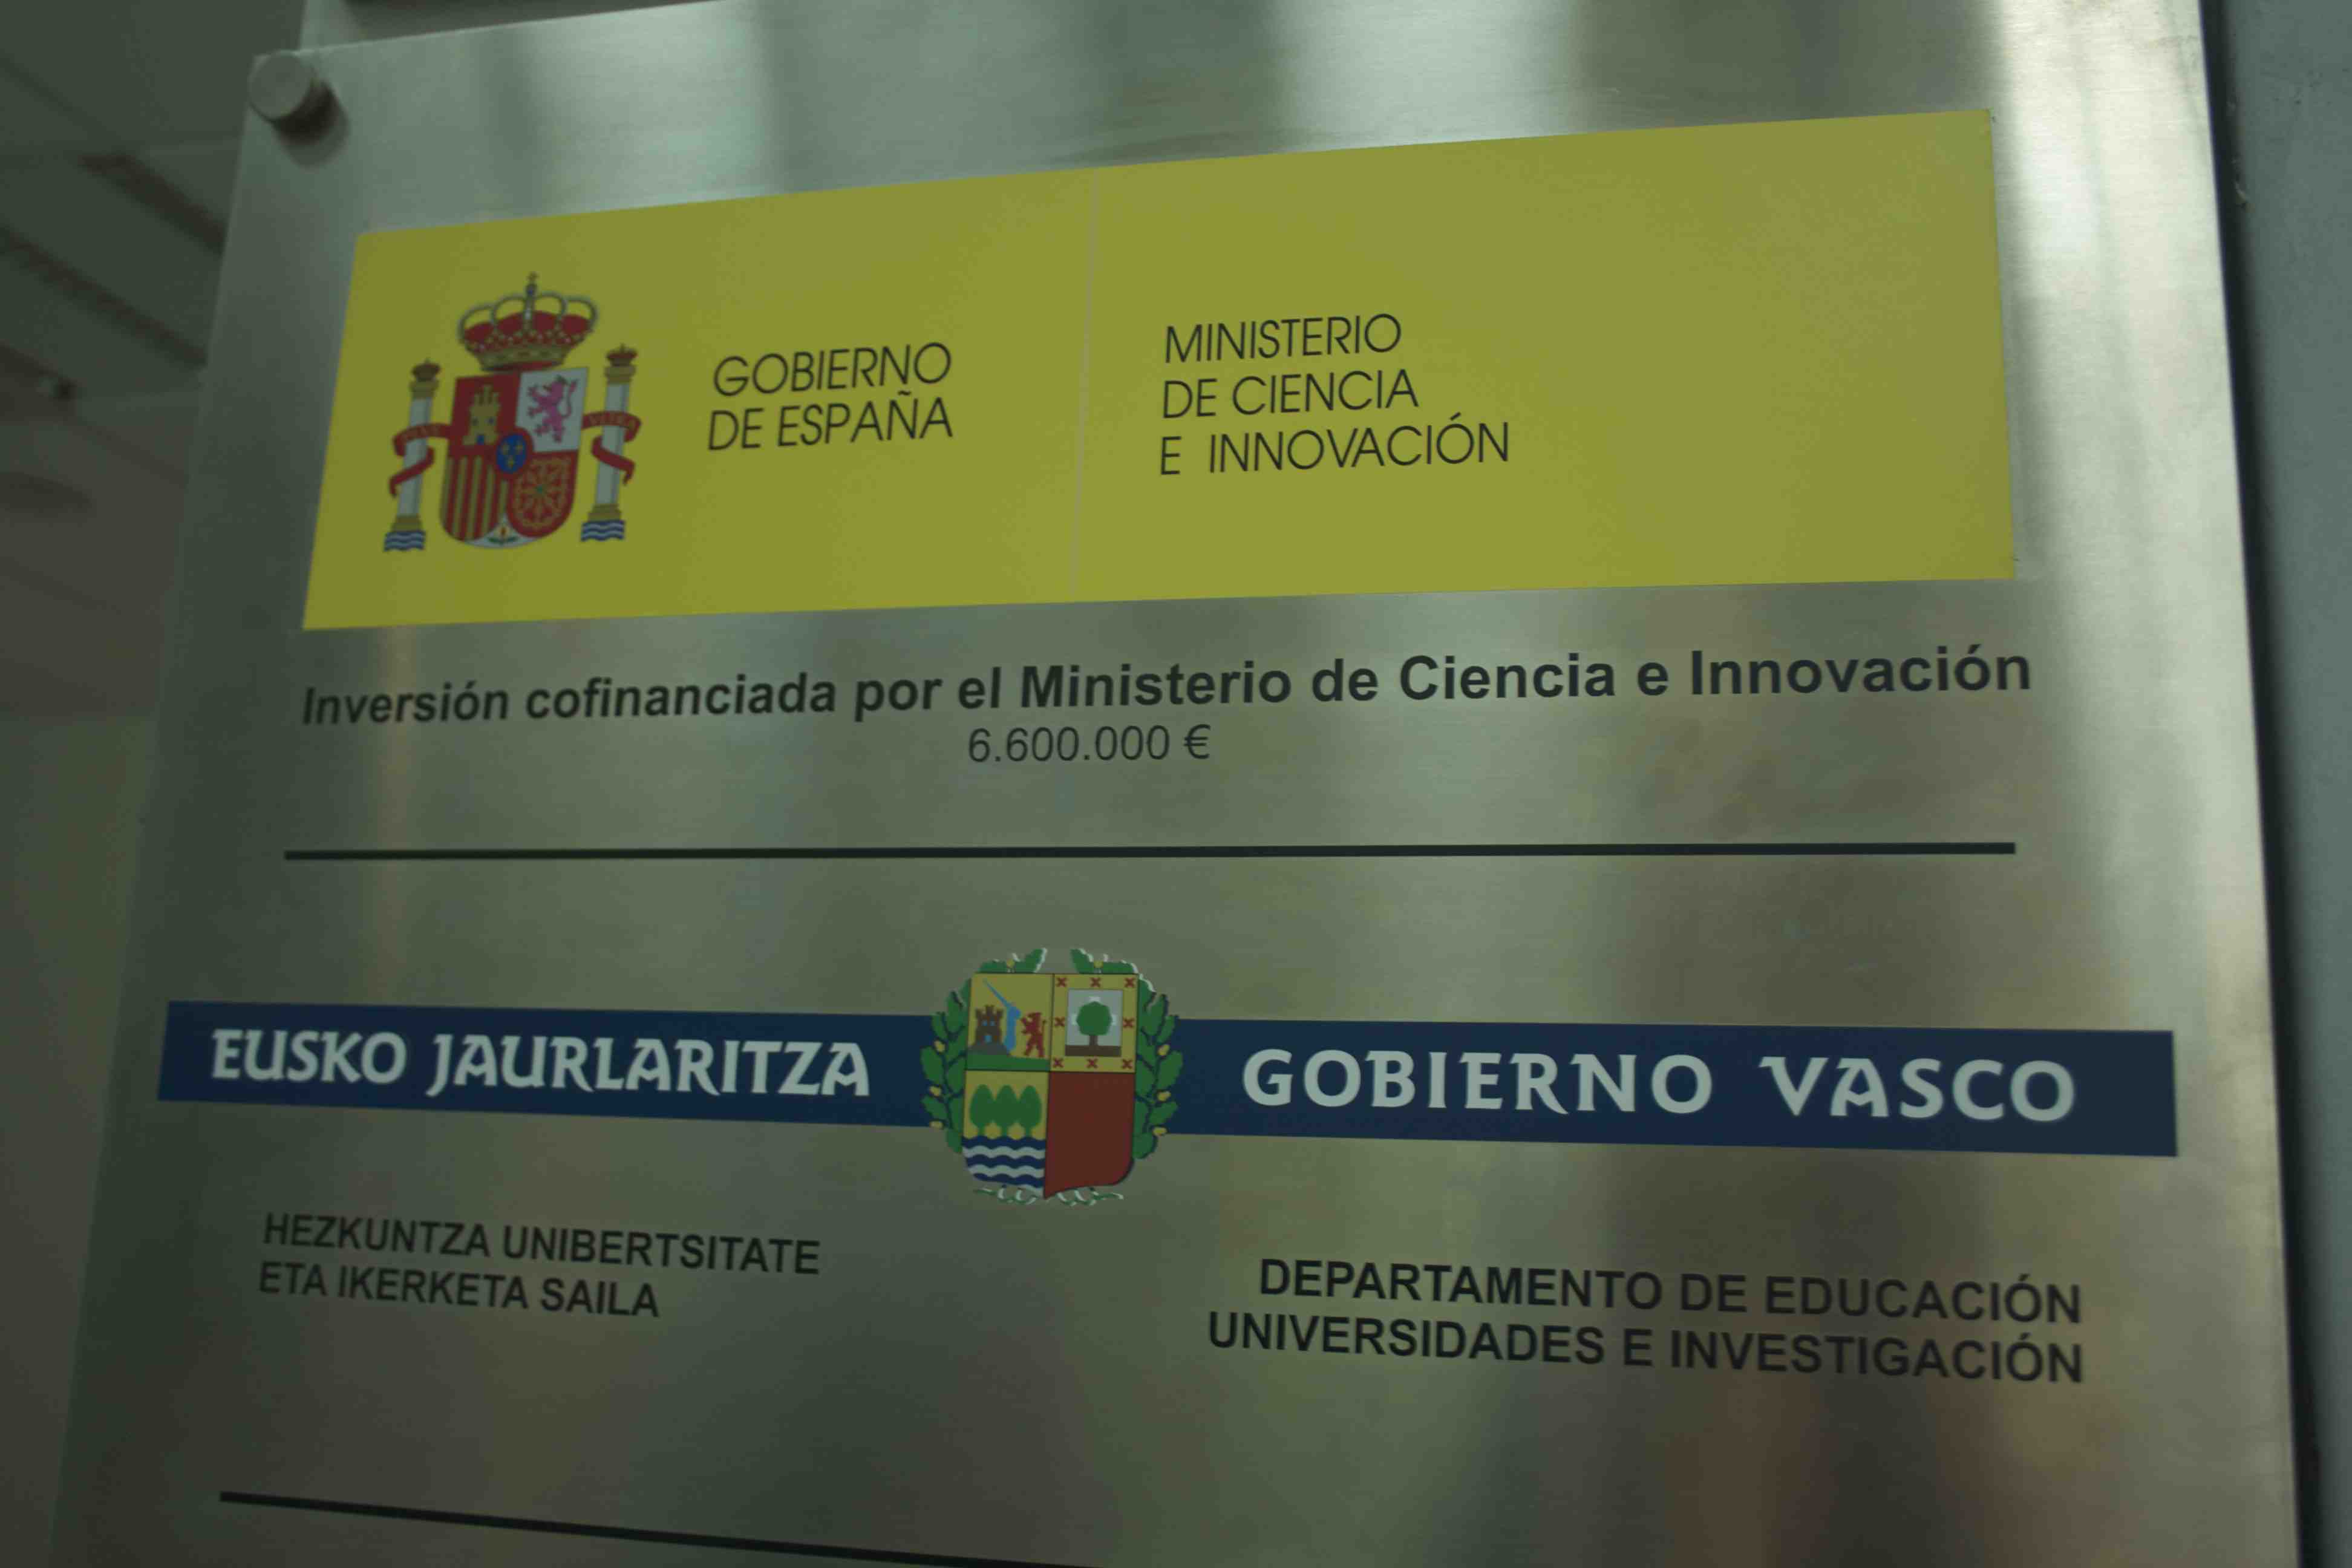 GOBIERNO
DE ESPAÑA
MINISTERIO
DE CIENCIA
E INNOVACIÓN
Inversión cofinanciada por el Ministerio de Ciencia e Innovación
6.600.000 €
EUSKO JAURLARITZA
GOBIERNO VASCO
HEZKUNTZA UNIBERTSITATE
ETA IKERKETA SAILA
DEPARTAMENTO DE EDUCACIÓN
UNIVERSIDADES E INVESTIGACIÓN